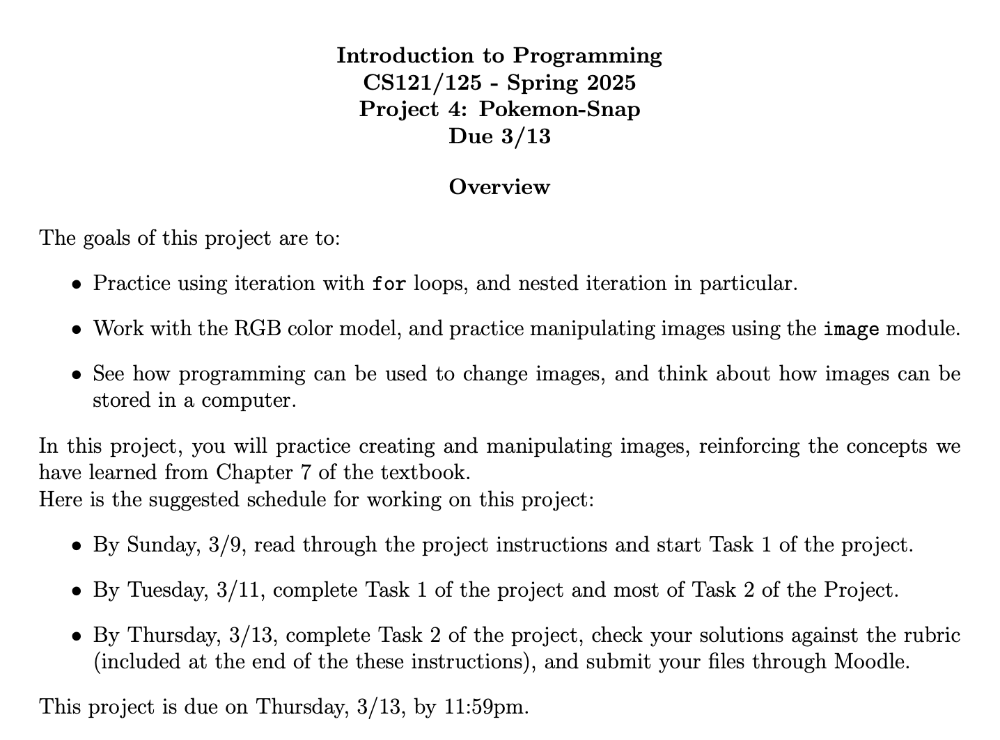 Introduction to Programming
CS121/125 - Spring 2025
Project 4: Pokemon-Snap
Due 3/13
Overview
The goals of this project are to:
• Practice using iteration with for loops, and nested iteration in particular.
• Work with the RGB color model, and practice manipulating images using the image module.
• See how programming can be used to change images, and think about how images can be
stored in a computer.
In this project, you will practice creating and manipulating images, reinforcing the concepts we
have learned from Chapter 7 of the textbook.
Here is the suggested schedule for working on this project:
• By Sunday, 3/9, read through the project instructions and start Task 1 of the project.
• By Tuesday, 3/11, complete Task 1 of the project and most of Task 2 of the Project.
• By Thursday, 3/13, complete Task 2 of the project, check your solutions against the rubric
(included at the end of the these instructions), and submit your files through Moodle.
This project is due on Thursday, 3/13, by 11:59pm.